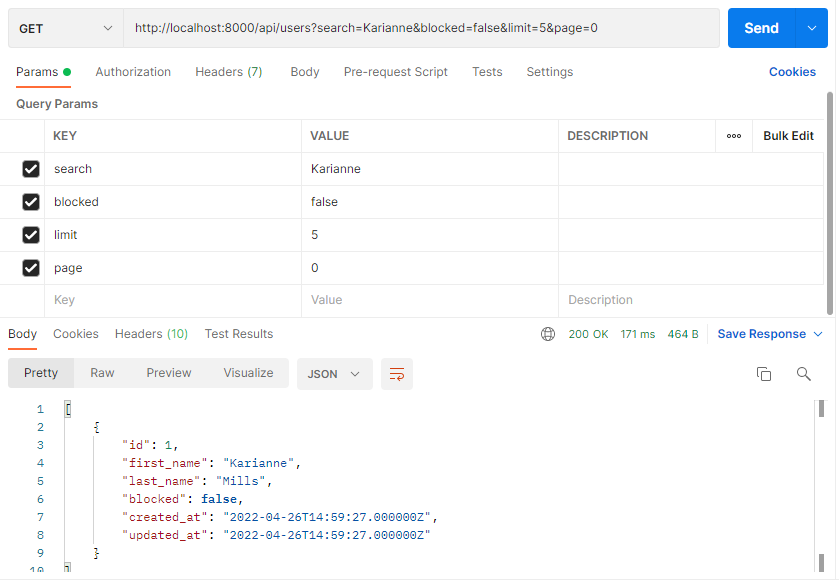 GET http://localhost:8000/api/users?search=Karianne&blocked=false&limit=5&page=0 Send
Params Authorization Headers (7) Body Pre-request Script Tests Settings Cookies
Query Params
KEY VALUE DESCRIPTION ooo Bulk Edit
search Karianne
blocked false
limit 5
page 0
Key Value Description
Body Cookies Headers (10) Test Results 200 OK 171 ms 464 B Save Response
Pretty Raw Preview Visualize JSON
1 [
2 {
3 "id": 1,
4 "first_name": "Karianne",
5 "last_name": "Mills",
6 "blocked": false,
7 "created_at": "2022-04-26T14:59:27.000000Z",
8 "updated_at": "2022-04-26T14:59:27.000000Z"
9 }
10 ]